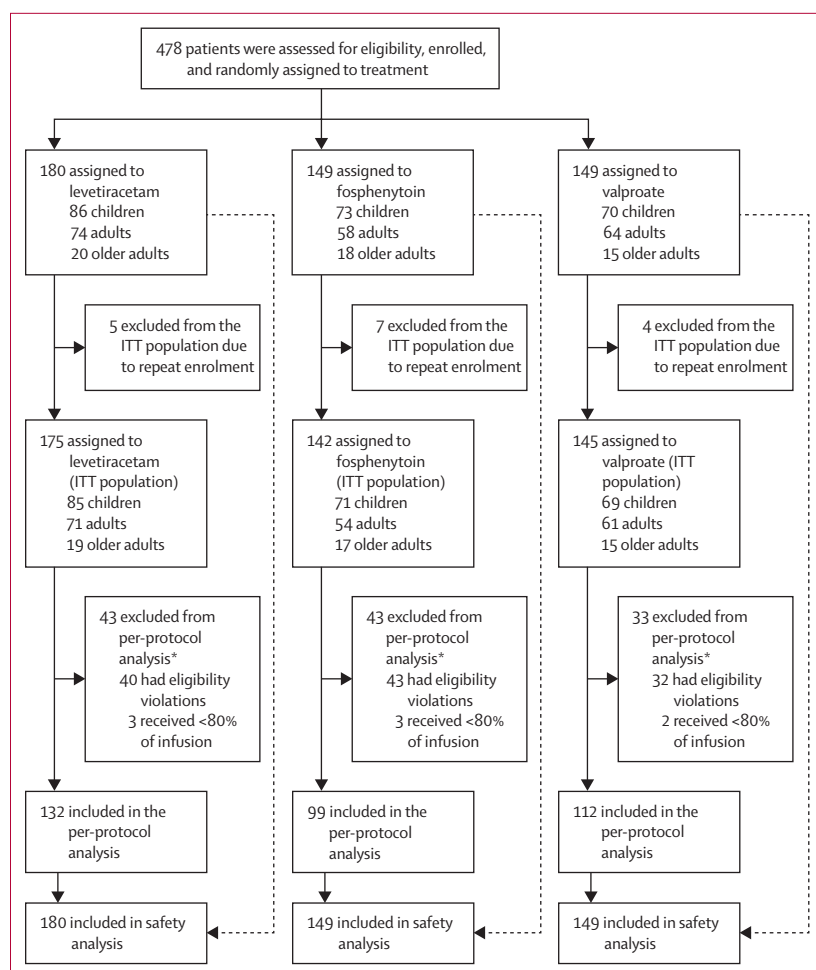 478 patients were assessed for eligibility, enrolled,
and randomly assigned to treatment
180 assigned to
levetiracetam
86 children
74 adults
20 older adults
149 assigned to
fosphenytoin
73 children
58 adults
18 older adults
149 assigned to
valproate
70 children
64 adults
15 older adults
5 excluded from the
ITT population due
to repeat enrolment
7 excluded from the
ITT population due
to repeat enrolment
4 excluded from the
ITT population due
to repeat enrolment
175 assigned to
levetiracetam
(ITT population)
85 children
71 adults
19 older adults
142 assigned to
fosphenytoin
(ITT population)
71 children
54 adults
17 older adults
145 assigned to
valproate (ITT
population)
69 children
61 adults
15 older adults
43 excluded from
per-protocol
analysis*
40 had eligibility
violations
3 received <80%
of infusion
43 excluded from
per-protocol
analysis*
43 had eligibility
violations
3 received <80%
of infusion
33 excluded from
per-protocol
analysis*
32 had eligibility
violations
2 received <80%
of infusion
132 included in the
per-protocol
analysis
99 included in the
per-protocol
analysis
112 included in the
per-protocol
analysis
180 included in safety
analysis
149 included in safety
analysis
149 included in safety
analysis